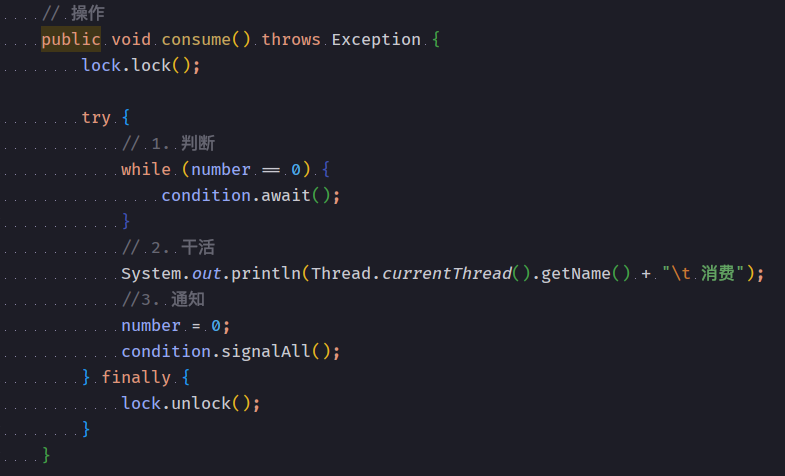 // 操作
public void consume() throws Exception {
lock.lock();
try {
// 1. 判断
while (number == 0) {
condition.await();
}
// 2. 干活
System.out.println(Thread.currentThread().getName() + "\t 消费");
//3. 通知
number = 0;
condition.signalAll();
} finally {
lock.unlock();
}
}